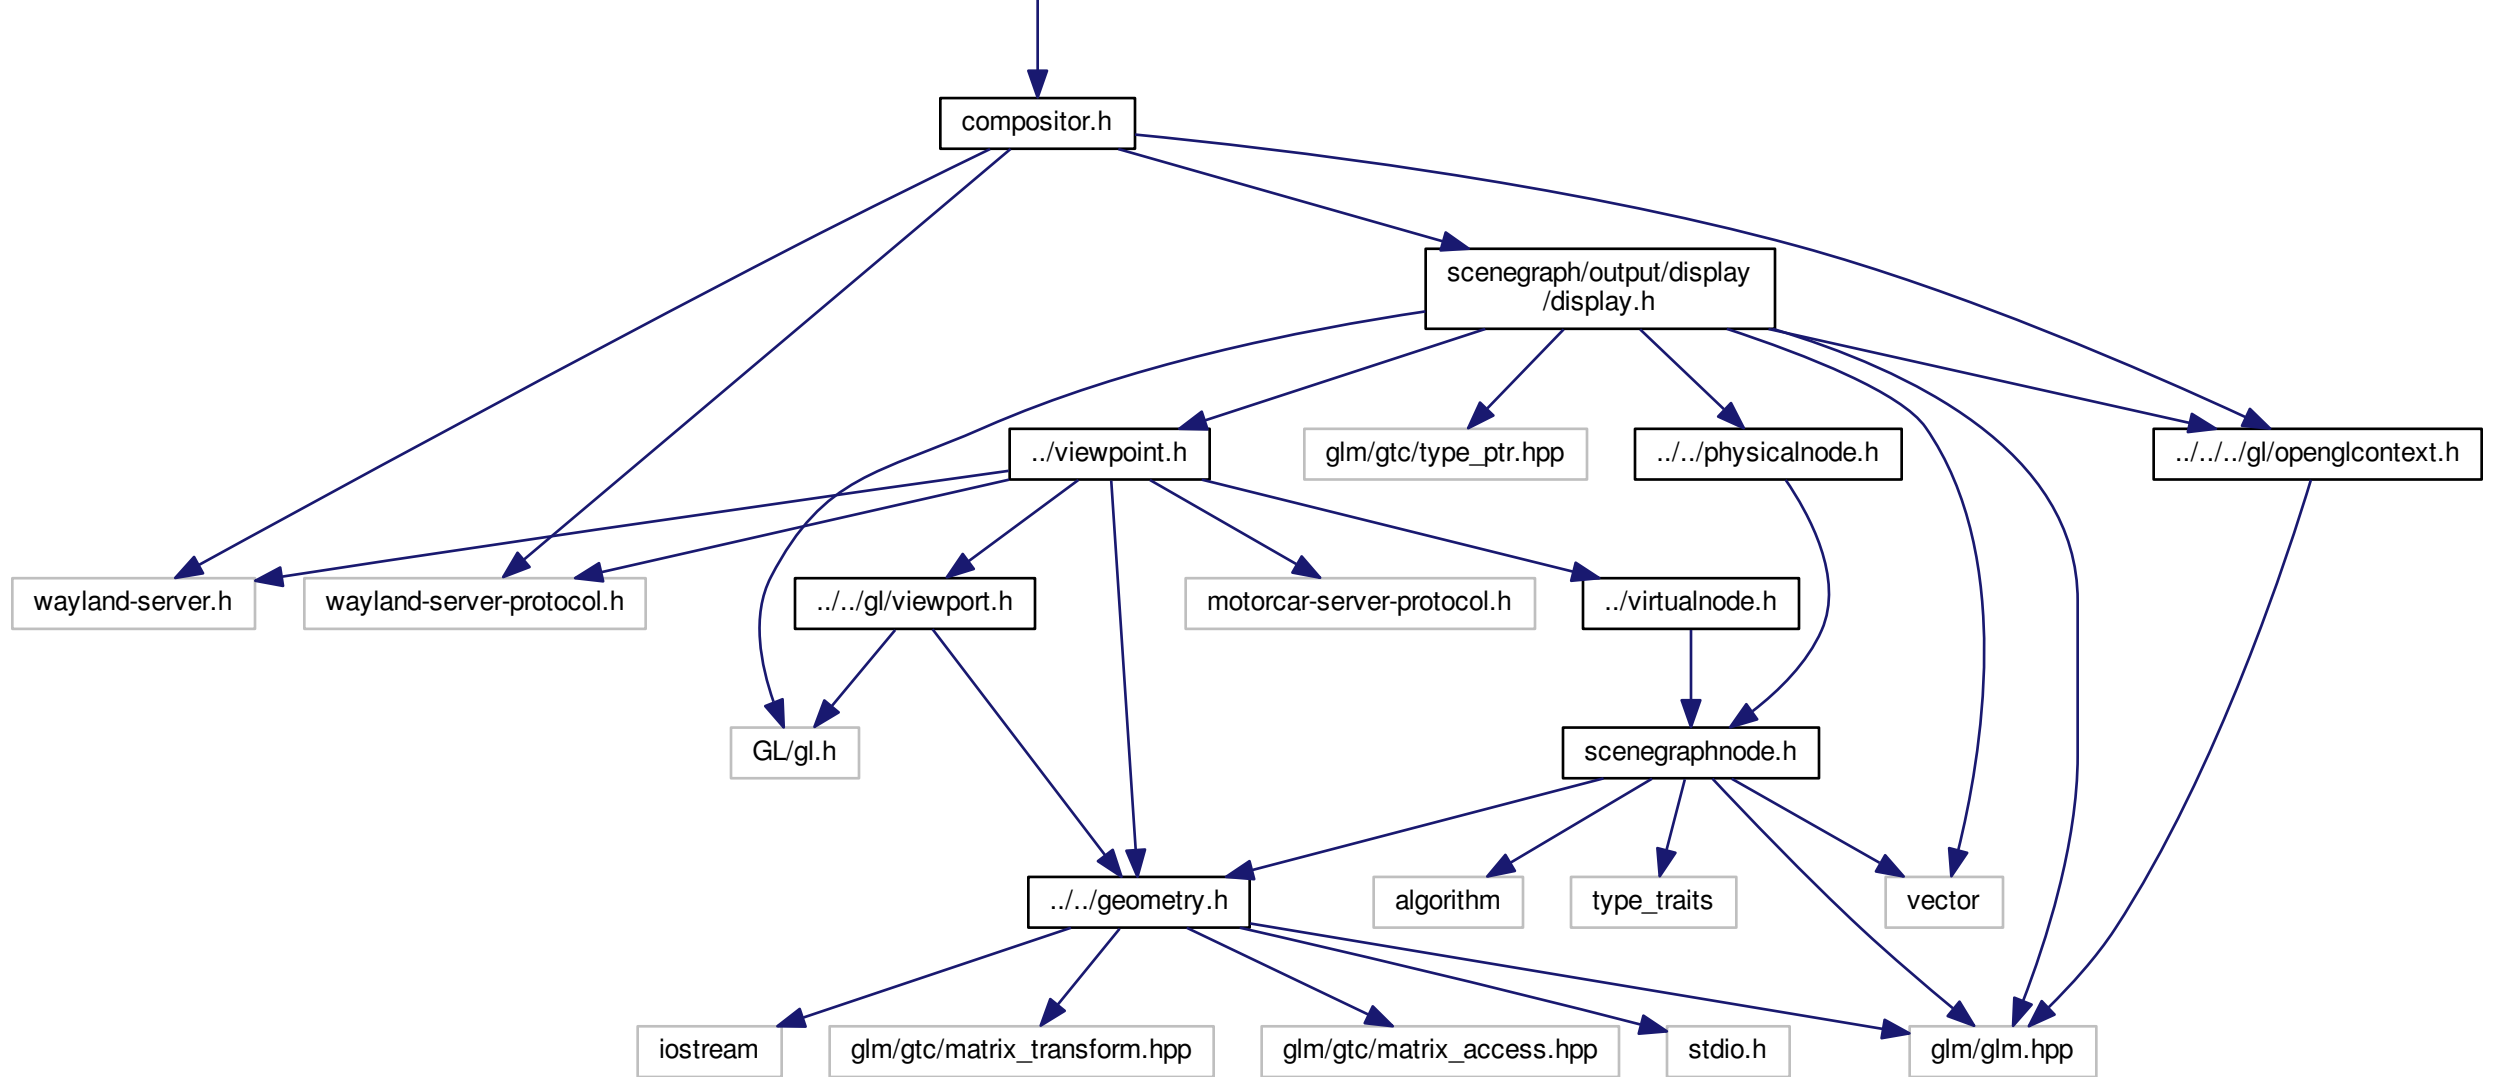 compositor.h
scenegraph/output/display
/display.h
../viewpoint.h
glm/gtc/type_ptr.hpp
../../physicalnode.h
../../../gl/openglcontext.h
wayland-server.h
wayland-server-protocol.h
../../gl/viewport.h
motorcar-server-protocol.h
../virtualnode.h
GL/gl.h
scenegraphnode.h
../../geometry.h
algorithm
type_traits
vector
iostream
glm/gtc/matrix_transform.hpp
glm/gtc/matrix_access.hpp
stdio.h
glm/glm.hpp